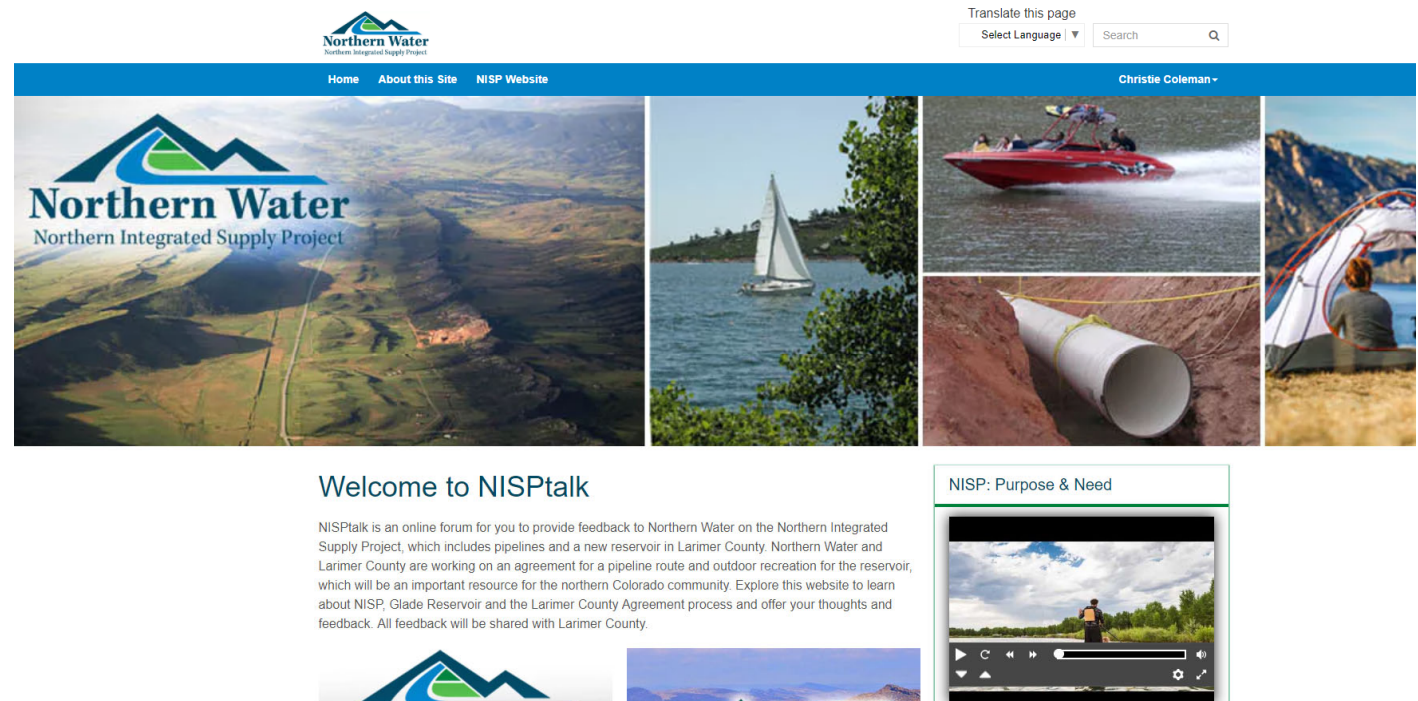 Northern Water
Northern Integrated Supply Project
Translate this page
Select Language ▼
Search
Home About this Site NISP Website
Christie Coleman
Northern Water
Northern Integrated Supply Project
Welcome to NISPtalk
NISPtalk is an online forum for you to provide feedback to Northern Water on the Northern Integrated
Supply Project, which includes pipelines and a new reservoir in Larimer County. Northern Water and
Larimer County are working on an agreement for a pipeline route and outdoor recreation for the reservoir,
which will be an important resource for the northern Colorado community. Explore this website to learn
about NISP, Glade Reservoir and the Larimer County Agreement process and offer your thoughts and
feedback. All feedback will be shared with Larimer County.
NISP: Purpose & Need